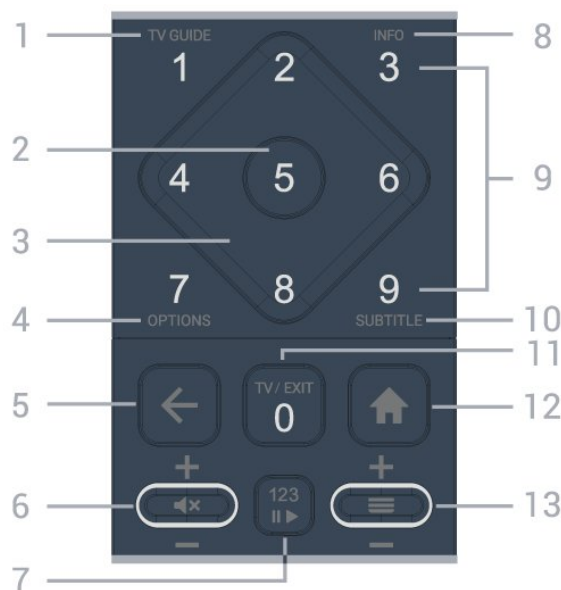 1 TV GUIDE INFO 8
1 2 3
2 4 5 6 9
3
7 8 9
4 OPTIONS SUBTITLE 10
11
5 TV / EXIT 12
0
+ +
6 123 13
- -
7